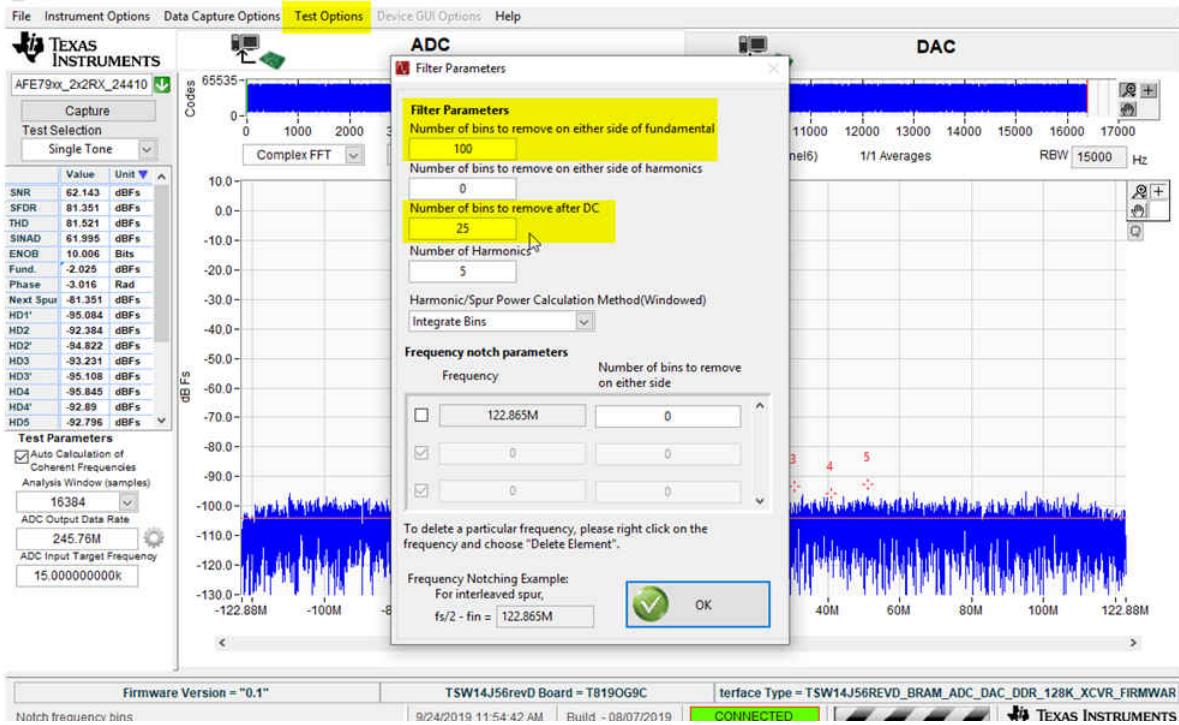 File Instrument Options Data Capture Options Test Options Device GUI Options Help
TEXAS INSTRUMENTS
ADC
DAC
AFE79xx_2x2RX_24410
Capture
Test Selection
Single Tone
Value Unit
SNR 62.143 dBFs
SFDR 81.351 dBFs
THD 81.521 dBFs
SINAD 61.995 dBFs
ENOB 10.006 Bits
Fund. -2.025 dBFs
Phase -3.016 Rad
Next Spur -81.351 dBFs
HD1' -95.084 dBFs
HD2 -92.384 dBFs
HD2' -94.822 dBFs
HD3 -93.231 dBFs
HD3' -95.108 dBFs
HD4 -95.845 dBFs
HD4' -92.89 dBFs
HD5 -92.796 dBFs
Test Parameters
Auto Calculation of
Coherent Frequencies
Analysis Window (samples)
16384
ADC Output Data Rate
245.76M
ADC Input Target Frequency
15.000000000k
Codes
65535
0
0 1000 2000 3
11000 12000 13000 14000 15000 16000 17000
Complex FFT
nel6) 1/1 Averages RBW 15000 Hz
10.0
0.0
-10.0
-20.0
-30.0
-40.0
-50.0
-60.0
-70.0
-80.0
-90.0
-100.0
-110.0
-120.0
-130.0
dB Fs
3 4 5
-122.88M -100M -8
40M 60M 80M 100M 122.88M
Filter Parameters
Filter Parameters
Number of bins to remove on either side of fundamental
100
Number of bins to remove on either side of harmonics
0
Number of bins to remove after DC
25
Number of Harmonics
5
Harmonic/Spur Power Calculation Method(Windowed)
Integrate Bins
Frequency notch parameters
Frequency
Number of bins to remove
on either side
122.865M 0
0 0
0 0
To delete a particular frequency, please right click on the
frequency and choose "Delete Element".
Frequency Notching Example:
For interleaved spur,
fs/2 - fin = 122.865M
OK
Firmware Version = "0.1" TSW14J56revD Board = T819OG9C terface Type = TSW14J56REVD_BRAM_ADC_DAC_DDR_128K_XCVR_FIRMWAR
Notch frequency bins 9/24/2019 11:54:42 AM Build - 08/07/2019 CONNECTED TEXAS INSTRUMENTS